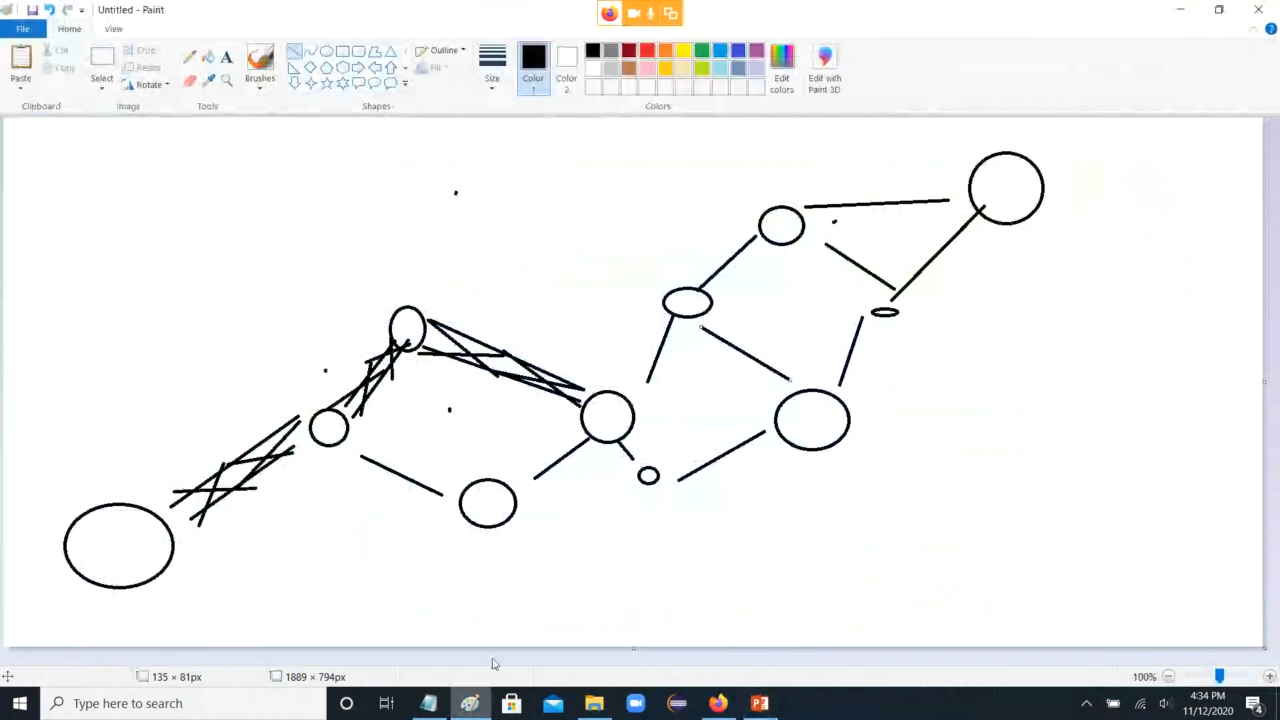 Untitled - Paint
File
Home
View
Paste
Cut
Copy
Clipboard
Select
Crop
Resize
Rotate
Image
A
Tools
Brushes
Shapes
Outline
Fill
Size
Color
1
Color
2
Edit
colors
Edit with
Paint 3D
Colors
135 × 81px
1889 × 794px
100%
Type here to search
4:34 PM
11/12/2020
4